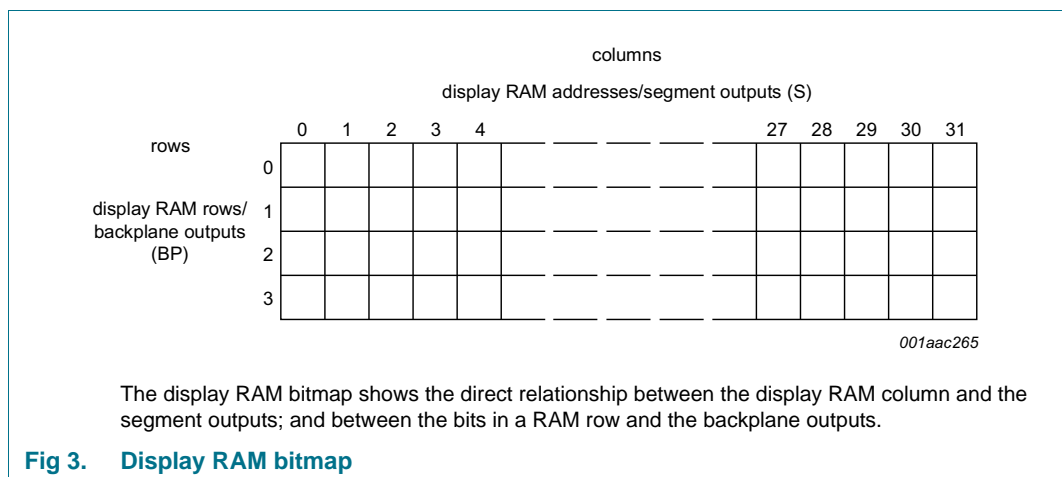 columns
display RAM addresses/segment outputs (S)
0 1 2 3 4 27 28 29 30 31
rows
0
display RAM rows/
backplane outputs
(BP)
1
2
3
001aac265
The display RAM bitmap shows the direct relationship between the display RAM column and the
segment outputs; and between the bits in a RAM row and the backplane outputs.
Fig 3. Display RAM bitmap